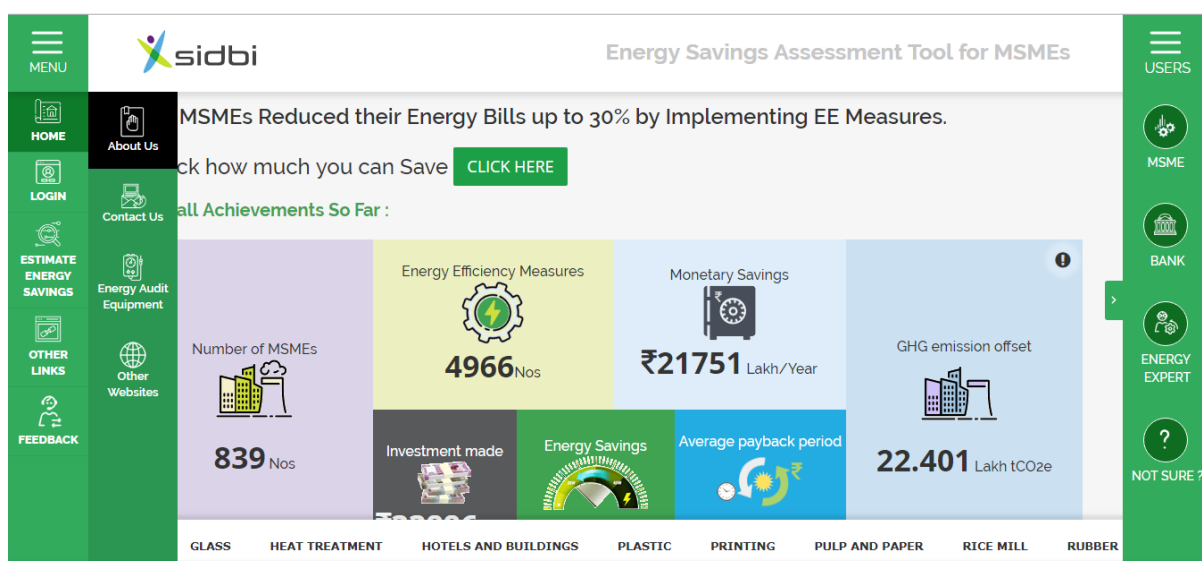 MENU
sidbi
Energy Savings Assessment Tool for MSMEs
USERS
HOME
LOGIN
ESTIMATE
ENERGY
SAVINGS
OTHER
LINKS
FEEDBACK
About Us
Contact Us
Energy Audit
Equipment
Other
Websites
MSMEs Reduced their Energy Bills up to 30% by Implementing EE Measures.
ck how much you can Save CLICK HERE
all Achievements So Far :
Number of MSMEs
839 Nos
Energy Efficiency Measures
4966 Nos
Monetary Savings
₹21751 Lakh/Year
GHG emission offset
22.401 Lakh tCO2e
Investment made
Energy Savings
Average payback period
GLASS HEAT TREATMENT HOTELS AND BUILDINGS PLASTIC PRINTING PULP AND PAPER RICE MILL RUBBER
MSME
BANK
ENERGY
EXPERT
?
NOT SURE ?